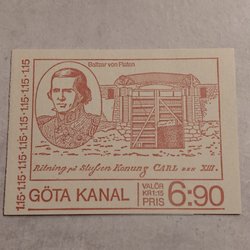 Baltzar von Platen
1:15·1:15·1:15·1:15·1:15·1:15
Ritning på Slussen Konung CARL DEN XIII.
GÖTA KANAL
VALÖR
KR 1:15
PRIS
6:90